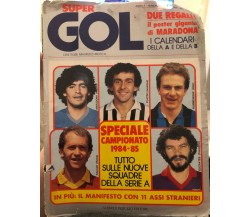 SUPER
GOL
DUE REGALI
il poster gigante
di MARADONA
I CALENDARI
DELLA A E DELLA B
SPECIALE
CAMPIONATO
1984-85
TUTTO
SULLE NUOVE
SQUADRE
DELLA SERIE A
IN PIÙ: IL MANIFESTO CON 11 ASSI STRANIERI